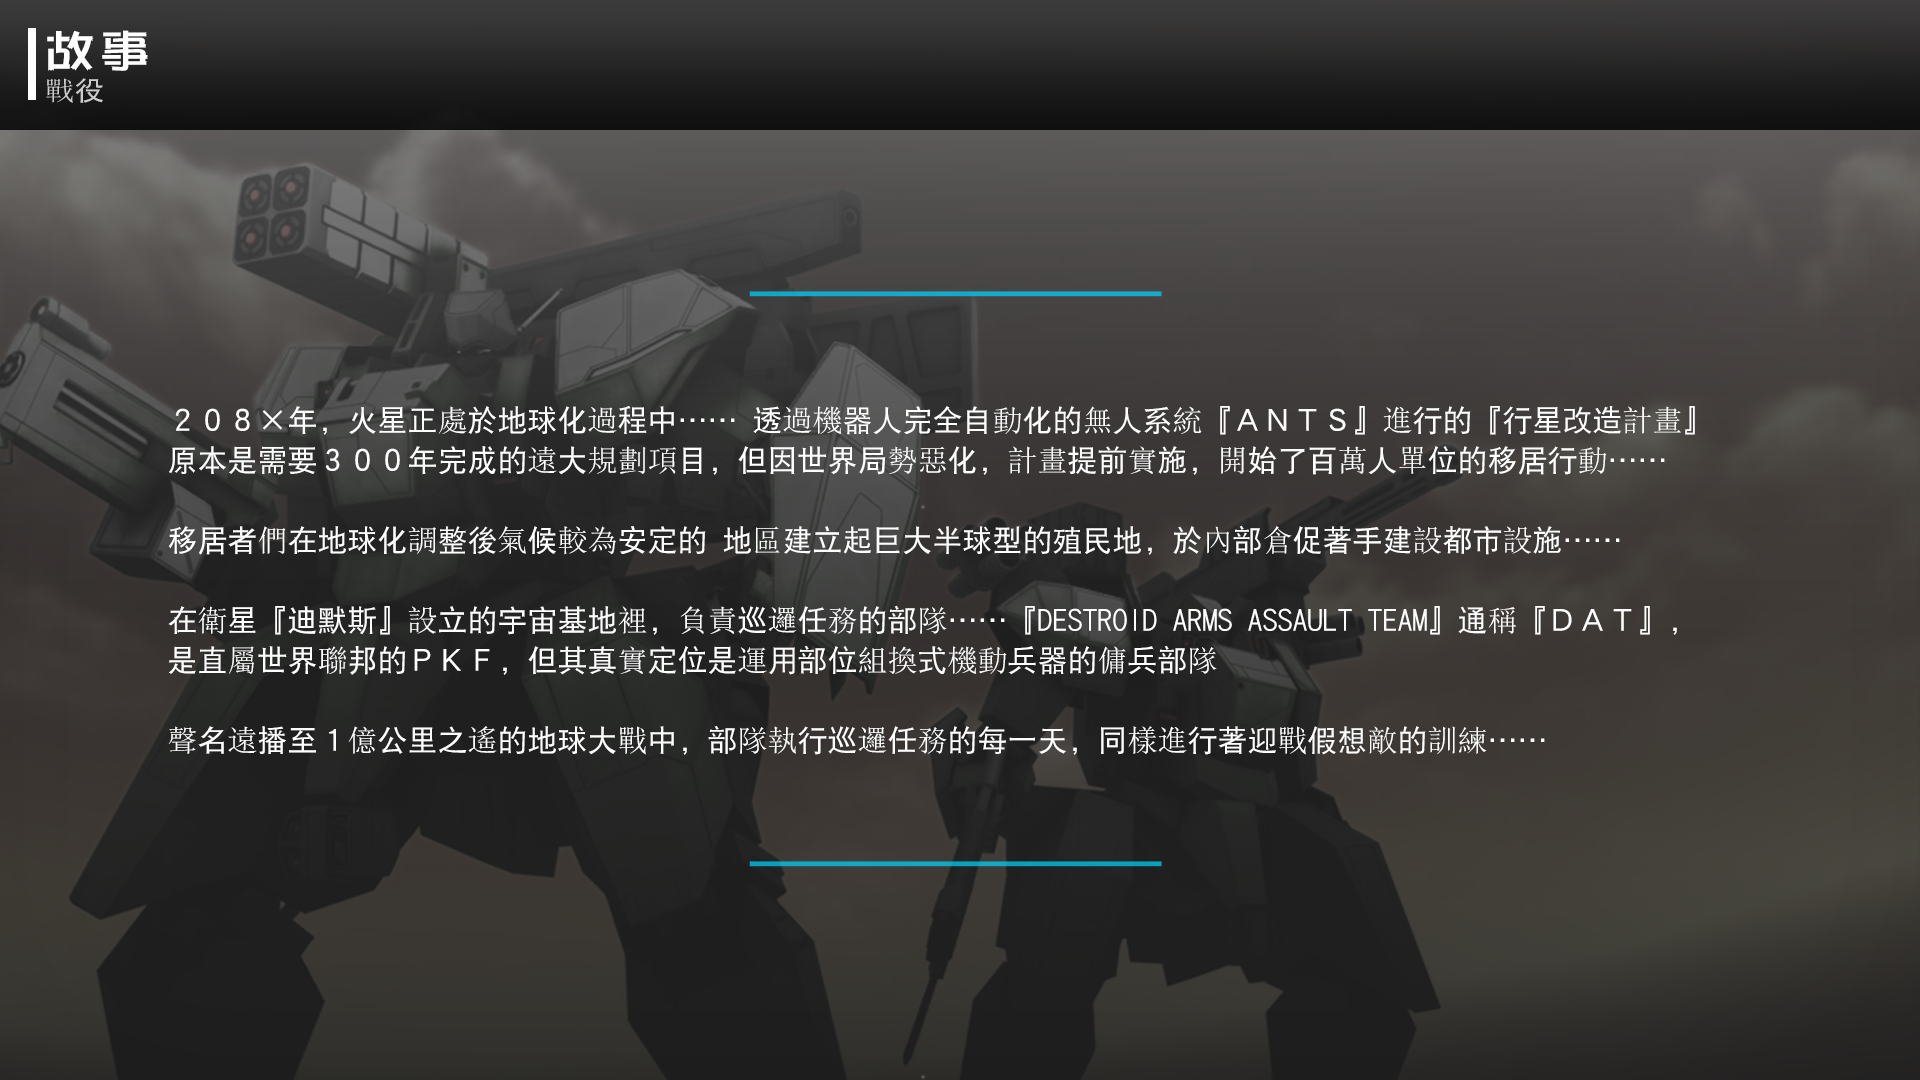 故事
戰役
２０８×年，火星正處於地球化過程中…… 透過機器人完全自動化的無人系統『ＡＮＴＳ』進行的『行星改造計畫』
原本是需要３００年完成的遠大規劃項目，但因世界局勢惡化，計畫提前實施，開始了百萬人單位的移居行動……
移居者們在地球化調整後氣候較為安定的 地區建立起巨大半球型的殖民地，於內部倉促著手建設都市設施……
在衛星『迪默斯』設立的宇宙基地裡，負責巡邏任務的部隊……『DESTROID ARMS ASSAULT TEAM』通稱『ＤＡＴ』，
是直屬世界聯邦的ＰＫＦ，但其真實定位是運用部位組換式機動兵器的傭兵部隊
聲名遠播至１億公里之遙的地球大戰中，部隊執行巡邏任務的每一天，同樣進行著迎戰假想敵的訓練……